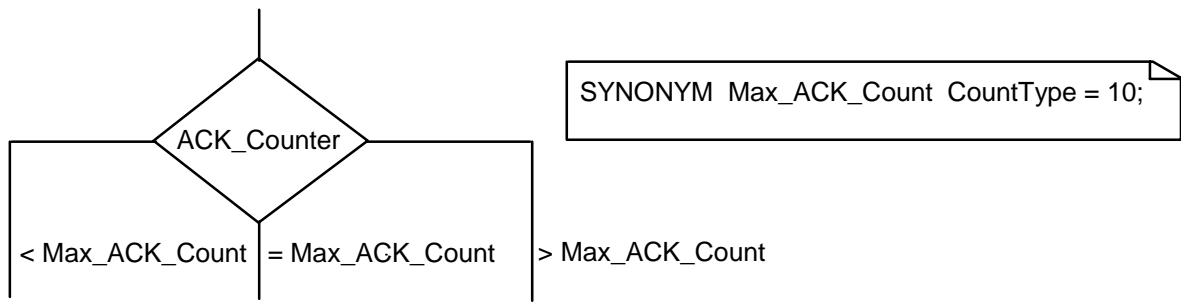 SYNONYM Max_ACK_Count CountType = 10;
ACK_Counter
< Max_ACK_Count
= Max_ACK_Count
> Max_ACK_Count